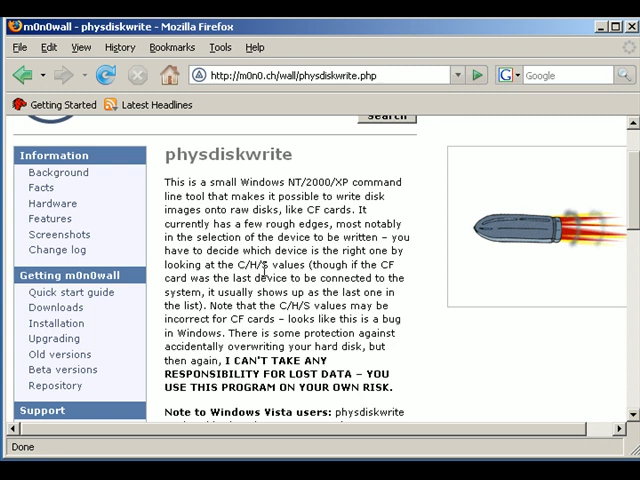 m0n0wall - physdiskwrite - Mozilla Firefox
File Edit View History Bookmarks Tools Help
http://m0n0.ch/wall/physdiskwrite.php
Google
Getting Started Latest Headlines
search
Information
Background
Facts
Hardware
Features
Screenshots
Change log
Getting m0n0wall
Quick start guide
Downloads
Installation
Upgrading
Old versions
Beta versions
Repository
Support
physdiskwrite
This is a small Windows NT/2000/XP command
line tool that makes it possible to write disk
images onto raw disks, like CF cards. It
currently has a few rough edges, most notably
in the selection of the device to be written – you
have to decide which device is the right one by
looking at the C/H/S values (though if the CF
card was the last device to be connected to the
system, it usually shows up as the last one in
the list). Note that the C/H/S values may be
incorrect for CF cards – looks like this is a bug
in Windows. There is some protection against
accidentally overwriting your hard disk, but
then again, I CAN'T TAKE ANY
RESPONSIBILITY FOR LOST DATA – YOU
USE THIS PROGRAM ON YOUR OWN RISK.
Note to Windows Vista users: physdiskwrite
Done